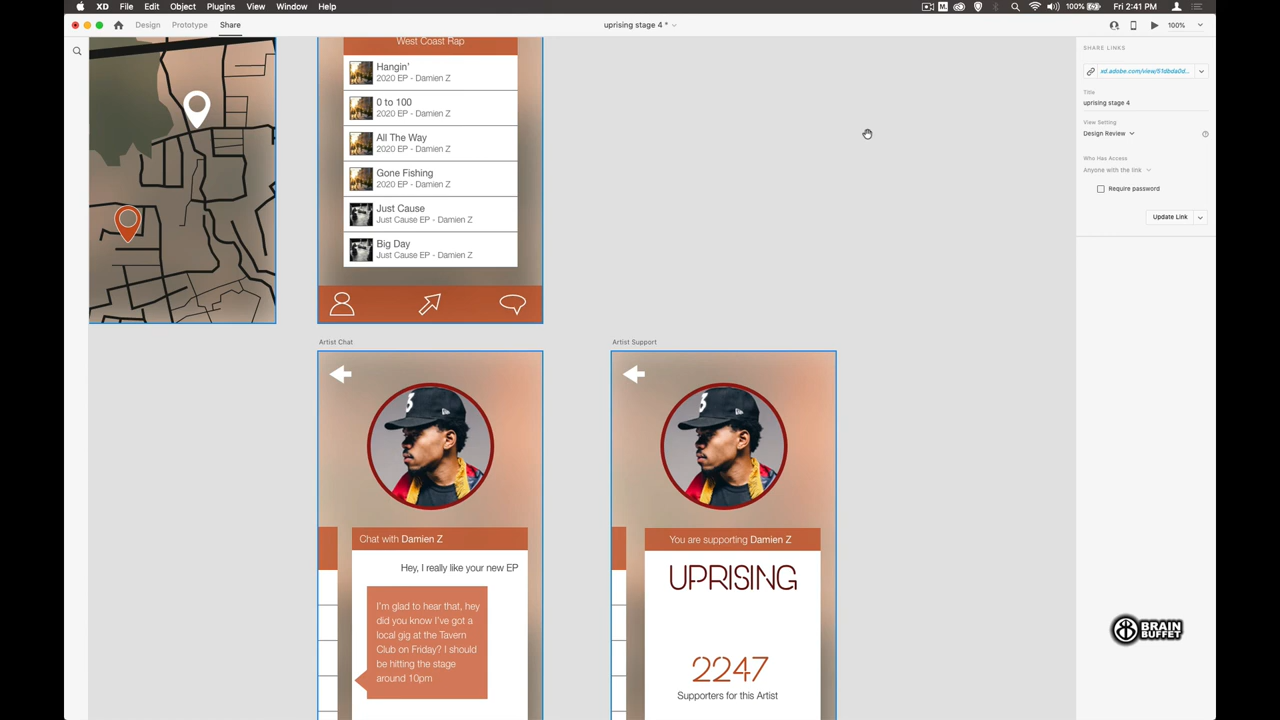 XD File Edit Object View Plugins Window Help
100% Fri 2:41 PM
Design Prototype Share
uprising stage 4 *
100%
West Coast Rap
Hangin'
2020 EP - Damien Z
0 to 100
2020 EP - Damien Z
All The Way
2020 EP - Damien Z
Gone Fishing
2020 EP - Damien Z
Just Cause
Just Cause EP - Damien Z
Big Day
Just Cause EP - Damien Z
Artist Chat
Chat with Damien Z
Hey, I really like your new EP
I'm glad to hear that, hey
did you know I've got a
local gig at the Tavern
Club on Friday? I should
be hitting the stage
around 10pm
Artist Support
You are supporting Damien Z
UPRISING
2247
Supporters for this Artist
SHARE LINKS
Title
uprising stage 4
View Setting
Design Review
Who Has Access
Anyone with the link
Require password
Update Link
BRAIN
BUFFET